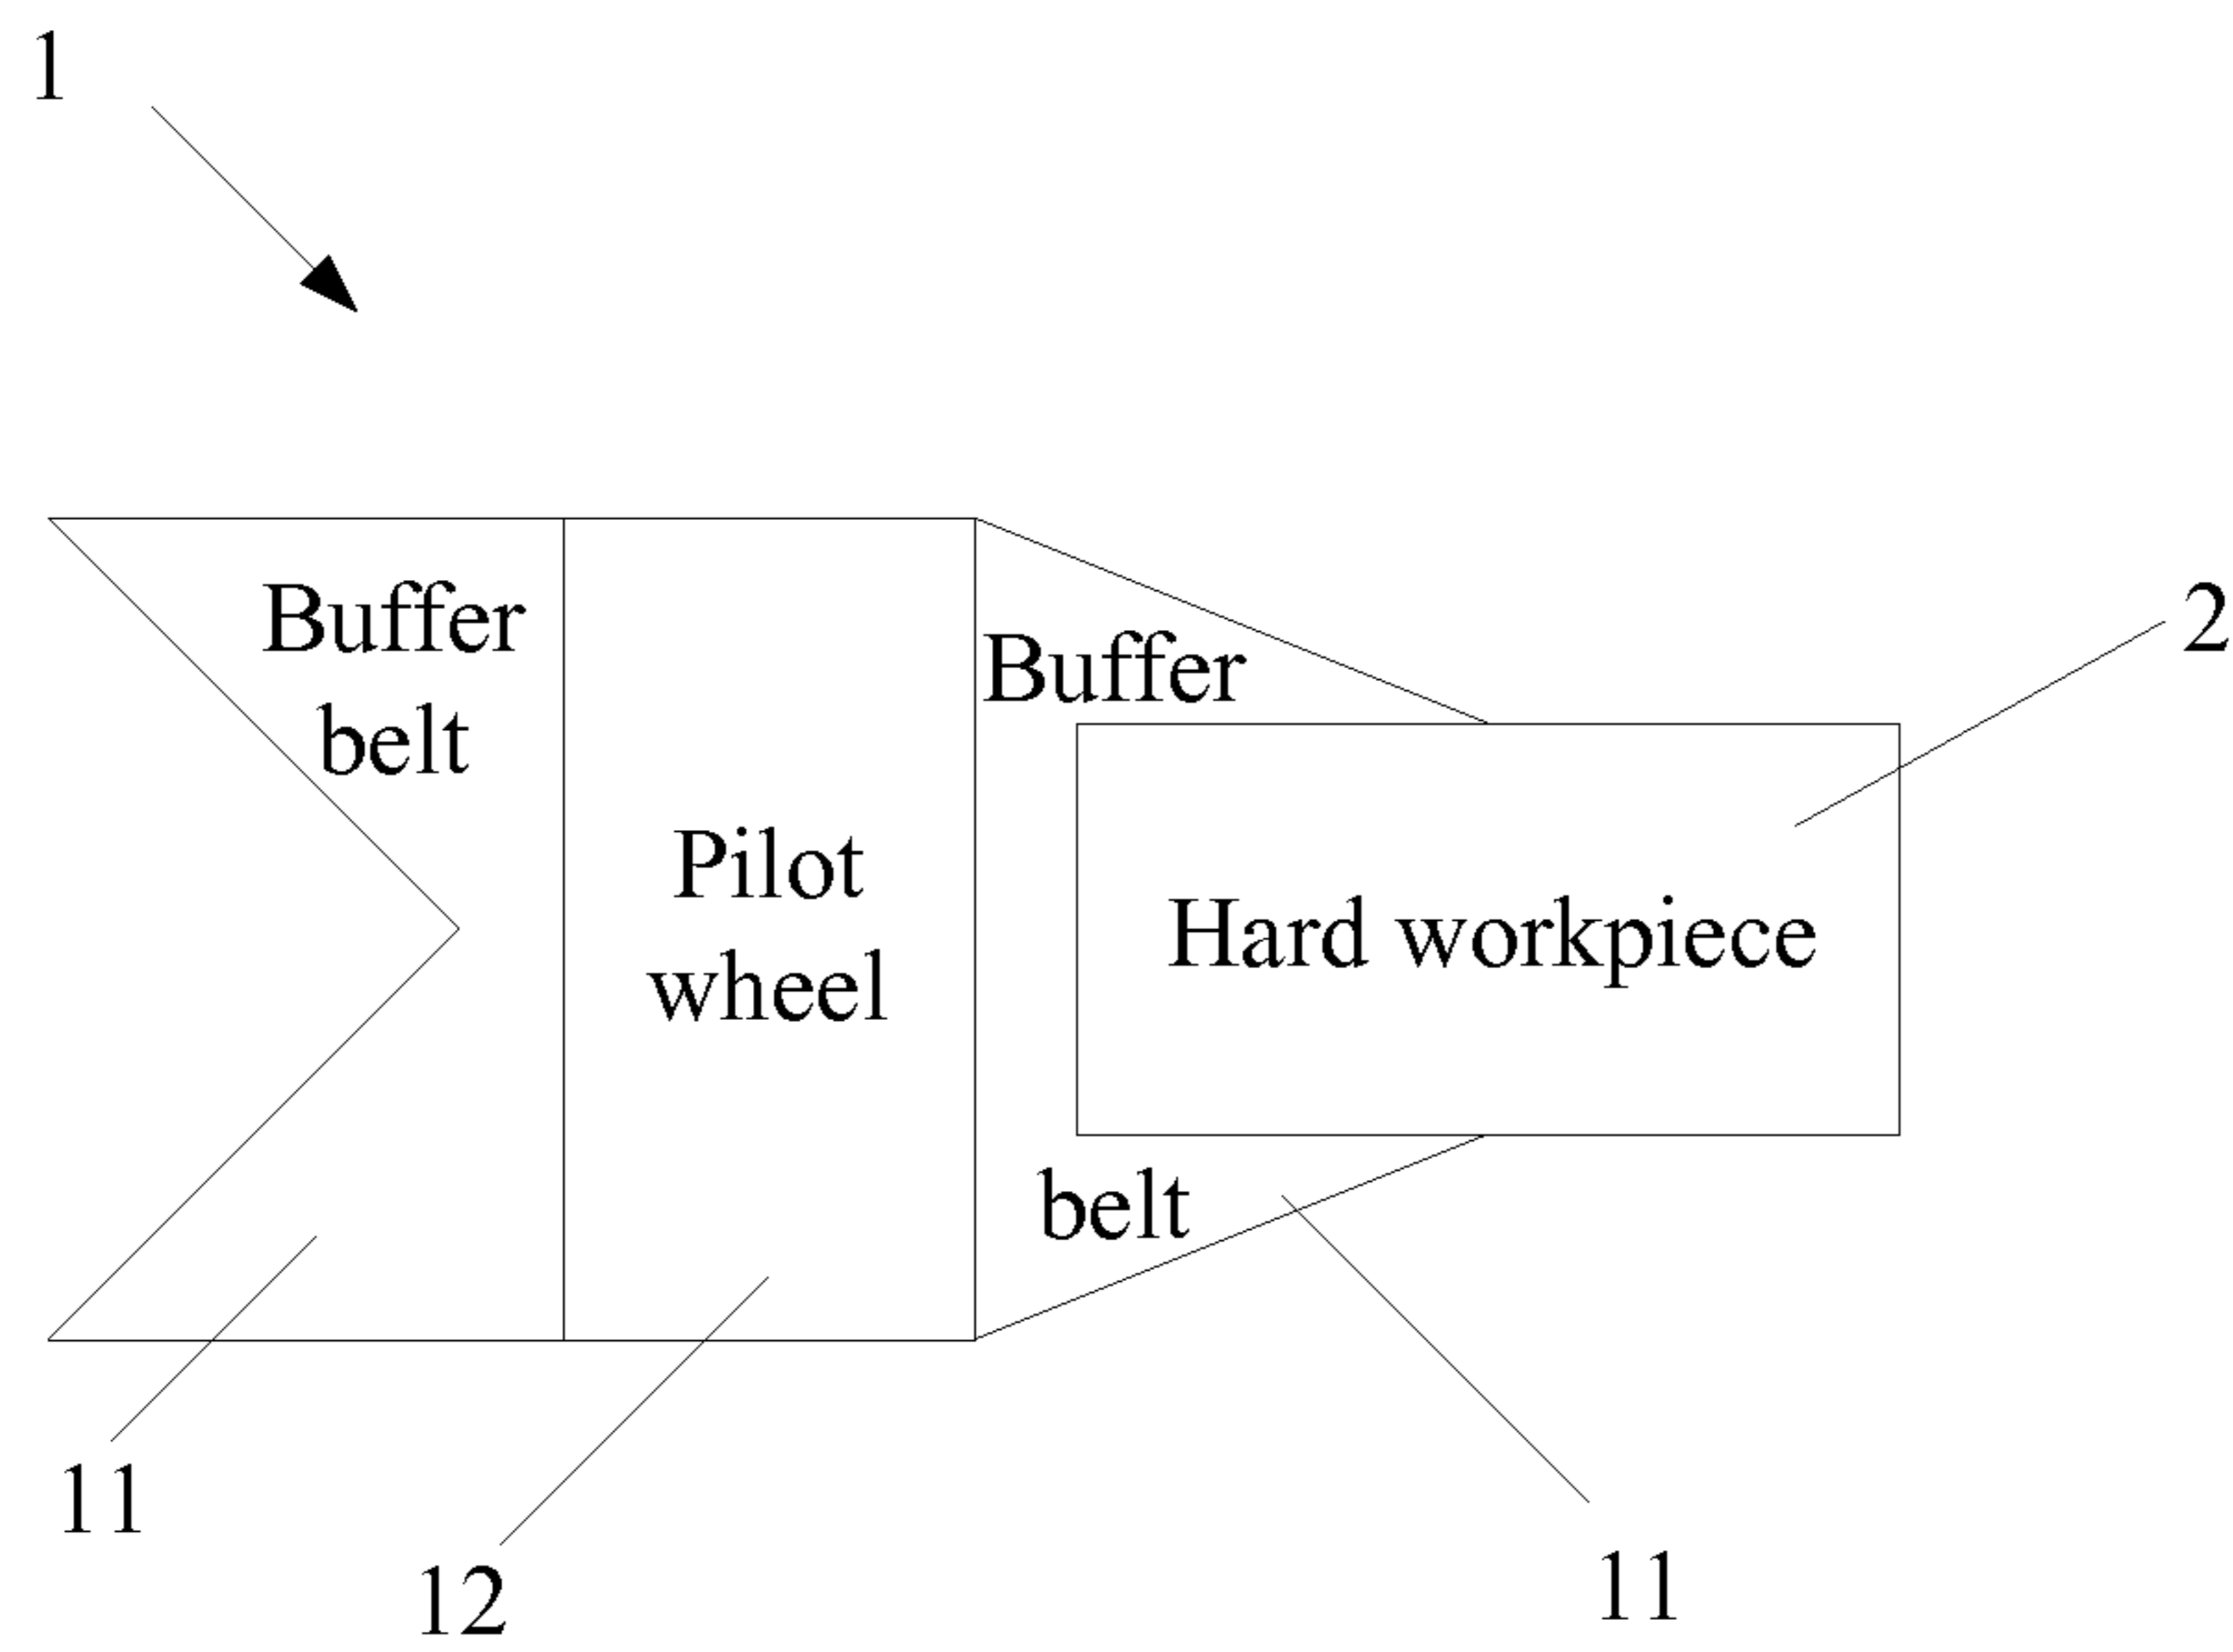 1
Buffer
belt
Pilot
wheel
Buffer
belt
Hard workpiece
2
11
12
11